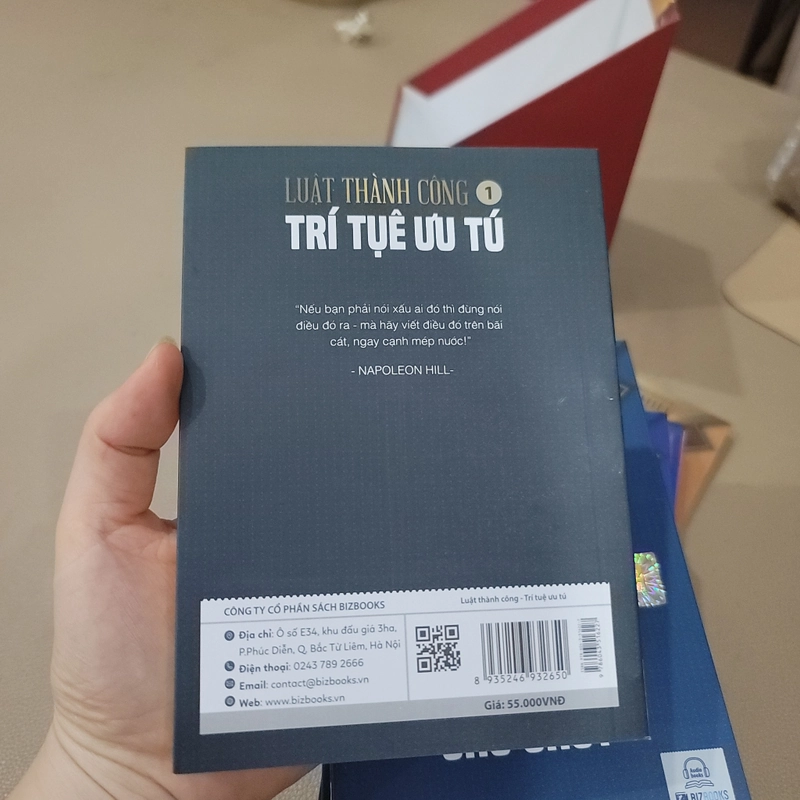 LUẬT THÀNH CÔNG 1
TRÍ TUỆ ƯU TÚ
“Nếu bạn phải nói xấu ai đó thì đừng nói
điều đó ra - mà hãy viết điều đó trên bãi
cát, ngay cạnh mép nước!”
- NAPOLEON HILL-
CÔNG TY CỔ PHẦN SÁCH BIZBOOKS
Địa chỉ: Ô số E34, khu đấu giá 3ha,
P.Phúc Diễn, Q, Bắc Từ Liêm, Hà Nội
Điện thoại: 0243 789 2666
Email: contact@bizbooks.vn
Web: www.bizbooks.vn
Luật thành công - Trí tuệ ưu tú
8 935246 932650
Giá: 55.000VNĐ
audio
books
BIZBOOKS